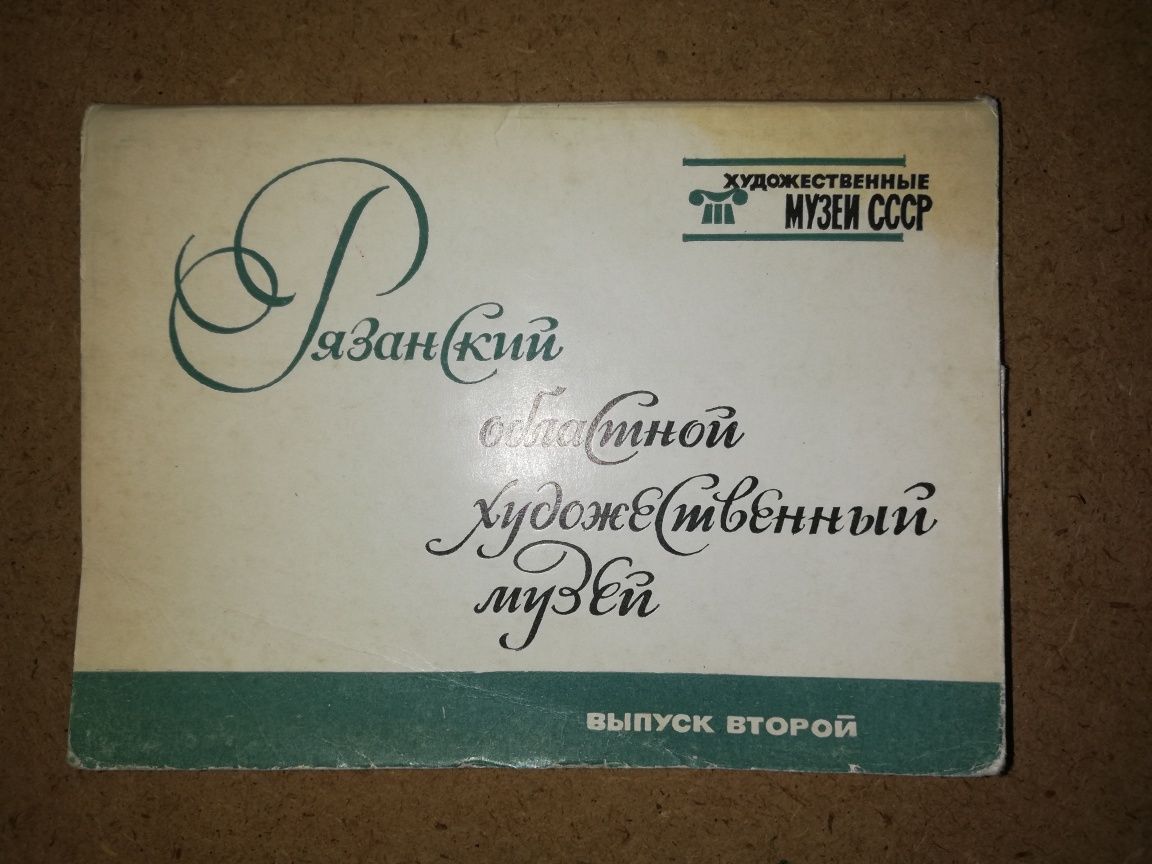 ХУДОЖЕСТВЕННЫЕ
МУЗЕИ СССР
Рязанский
областной
художественный
музей
ВЫПУСК ВТОРОЙ